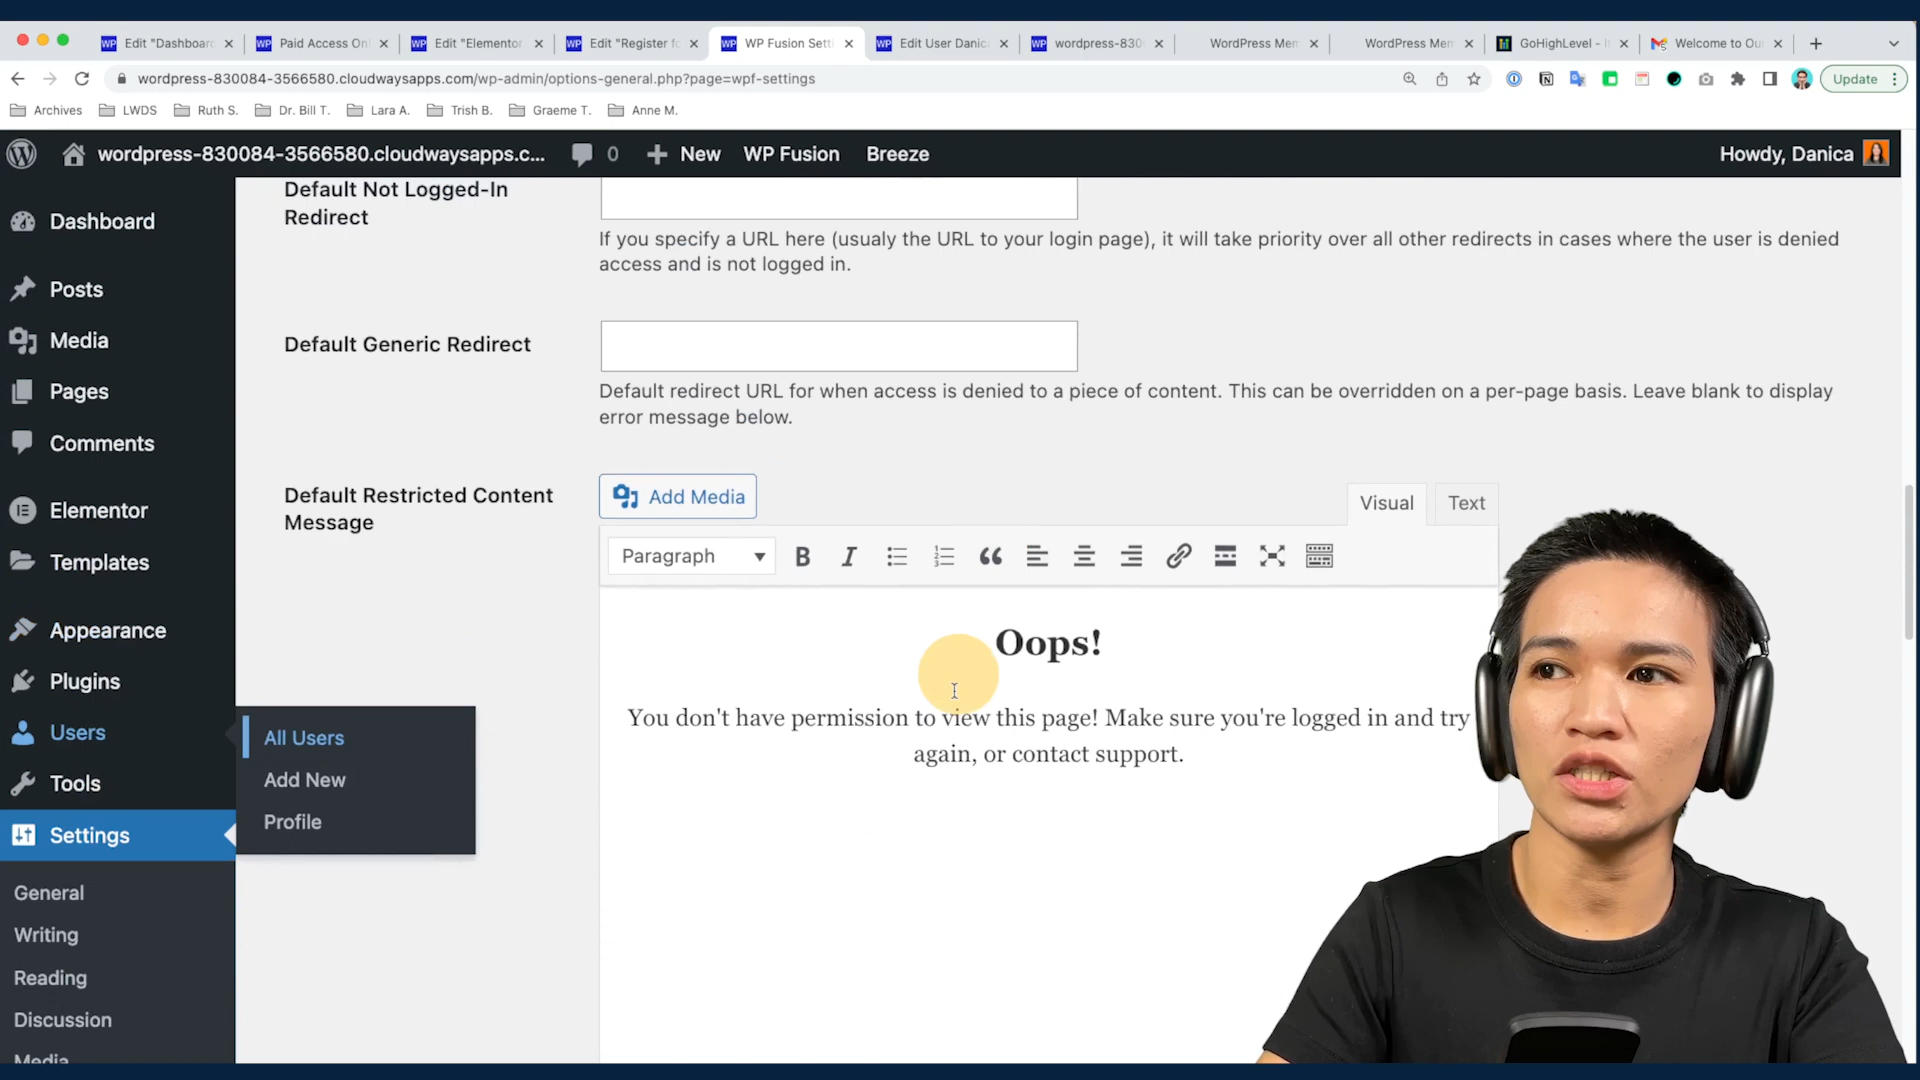 Edit "Dashboard
Paid Access On
Edit "Elementor
Edit "Register fo
WP Fusion Sett
Edit User Danica
wordpress-830
WordPress Mem
WordPress Mem
GoHighLevel - It
Welcome to Ou
wordpress-830084-3566580.cloudwaysapps.com/wp-admin/options-general.php?page=wpf-settings
Update
Archives
LWDS
Ruth S.
Dr. Bill T.
Lara A.
Trish B.
Graeme T.
Anne M.
wordpress-830084-3566580.cloudwaysapps.c...
0
New
WP Fusion
Breeze
Howdy, Danica
Dashboard
Posts
Media
Pages
Comments
Elementor
Templates
Appearance
Plugins
Users
Tools
Settings
General
Writing
Reading
Discussion
Media
All Users
Add New
Profile
Default Not Logged-In
Redirect
If you specify a URL here (usualy the URL to your login page), it will take priority over all other redirects in cases where the user is denied
access and is not logged in.
Default Generic Redirect
Default redirect URL for when access is denied to a piece of content. This can be overridden on a per-page basis. Leave blank to display
error message below.
Default Restricted Content
Message
Add Media
Visual
Text
Paragraph
Oops!
You don't have permission to view this page! Make sure you're logged in and try
again, or contact support.